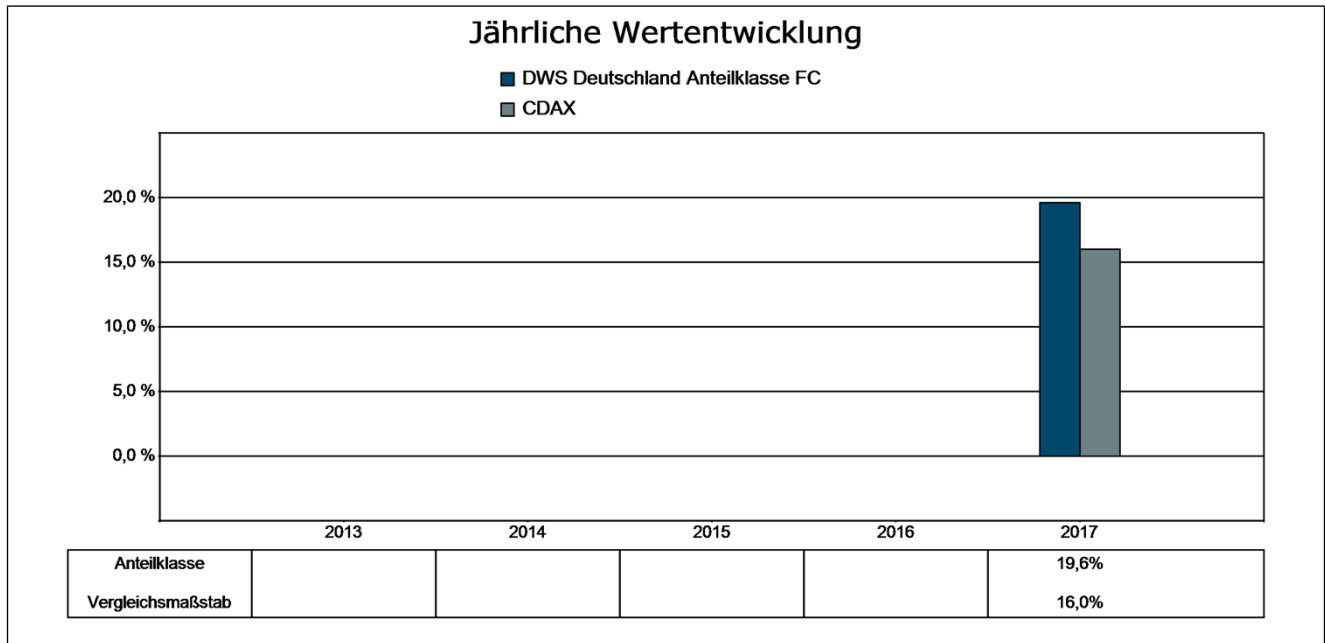 Jährliche Wertentwicklung
DWS Deutschland Anteilklasse FC
CDAX
20,0 %
15,0 %
10,0 %
5,0 %
0,0 %
2013 2014 2015 2016 2017
Anteilklasse 19,6%
Vergleichsmaßstab 16,0%